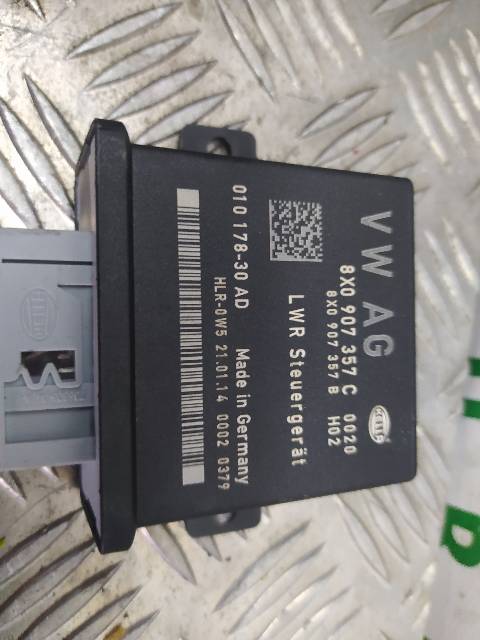 VW AG
8X0 907 357 C 0020
8X0 907 357 B H02
LWR Steuergerät
010 178-30 AD Made in Germany
HLR-0W5 21.01.14 0002 0379
HELLA
HELLA